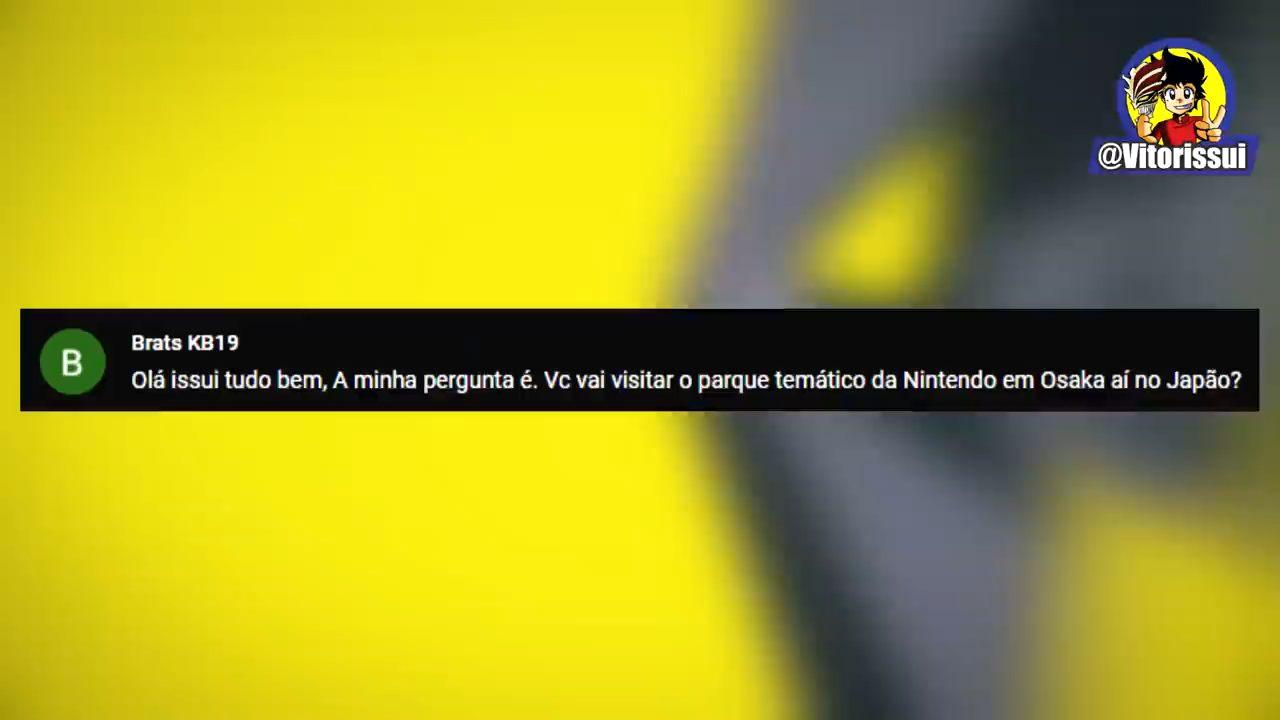 @Vitorissui
Brats KB19
B
Olá issui tudo bem, A minha pergunta é. Vc vai visitar o parque temático da Nintendo em Osaka aí no Japão?